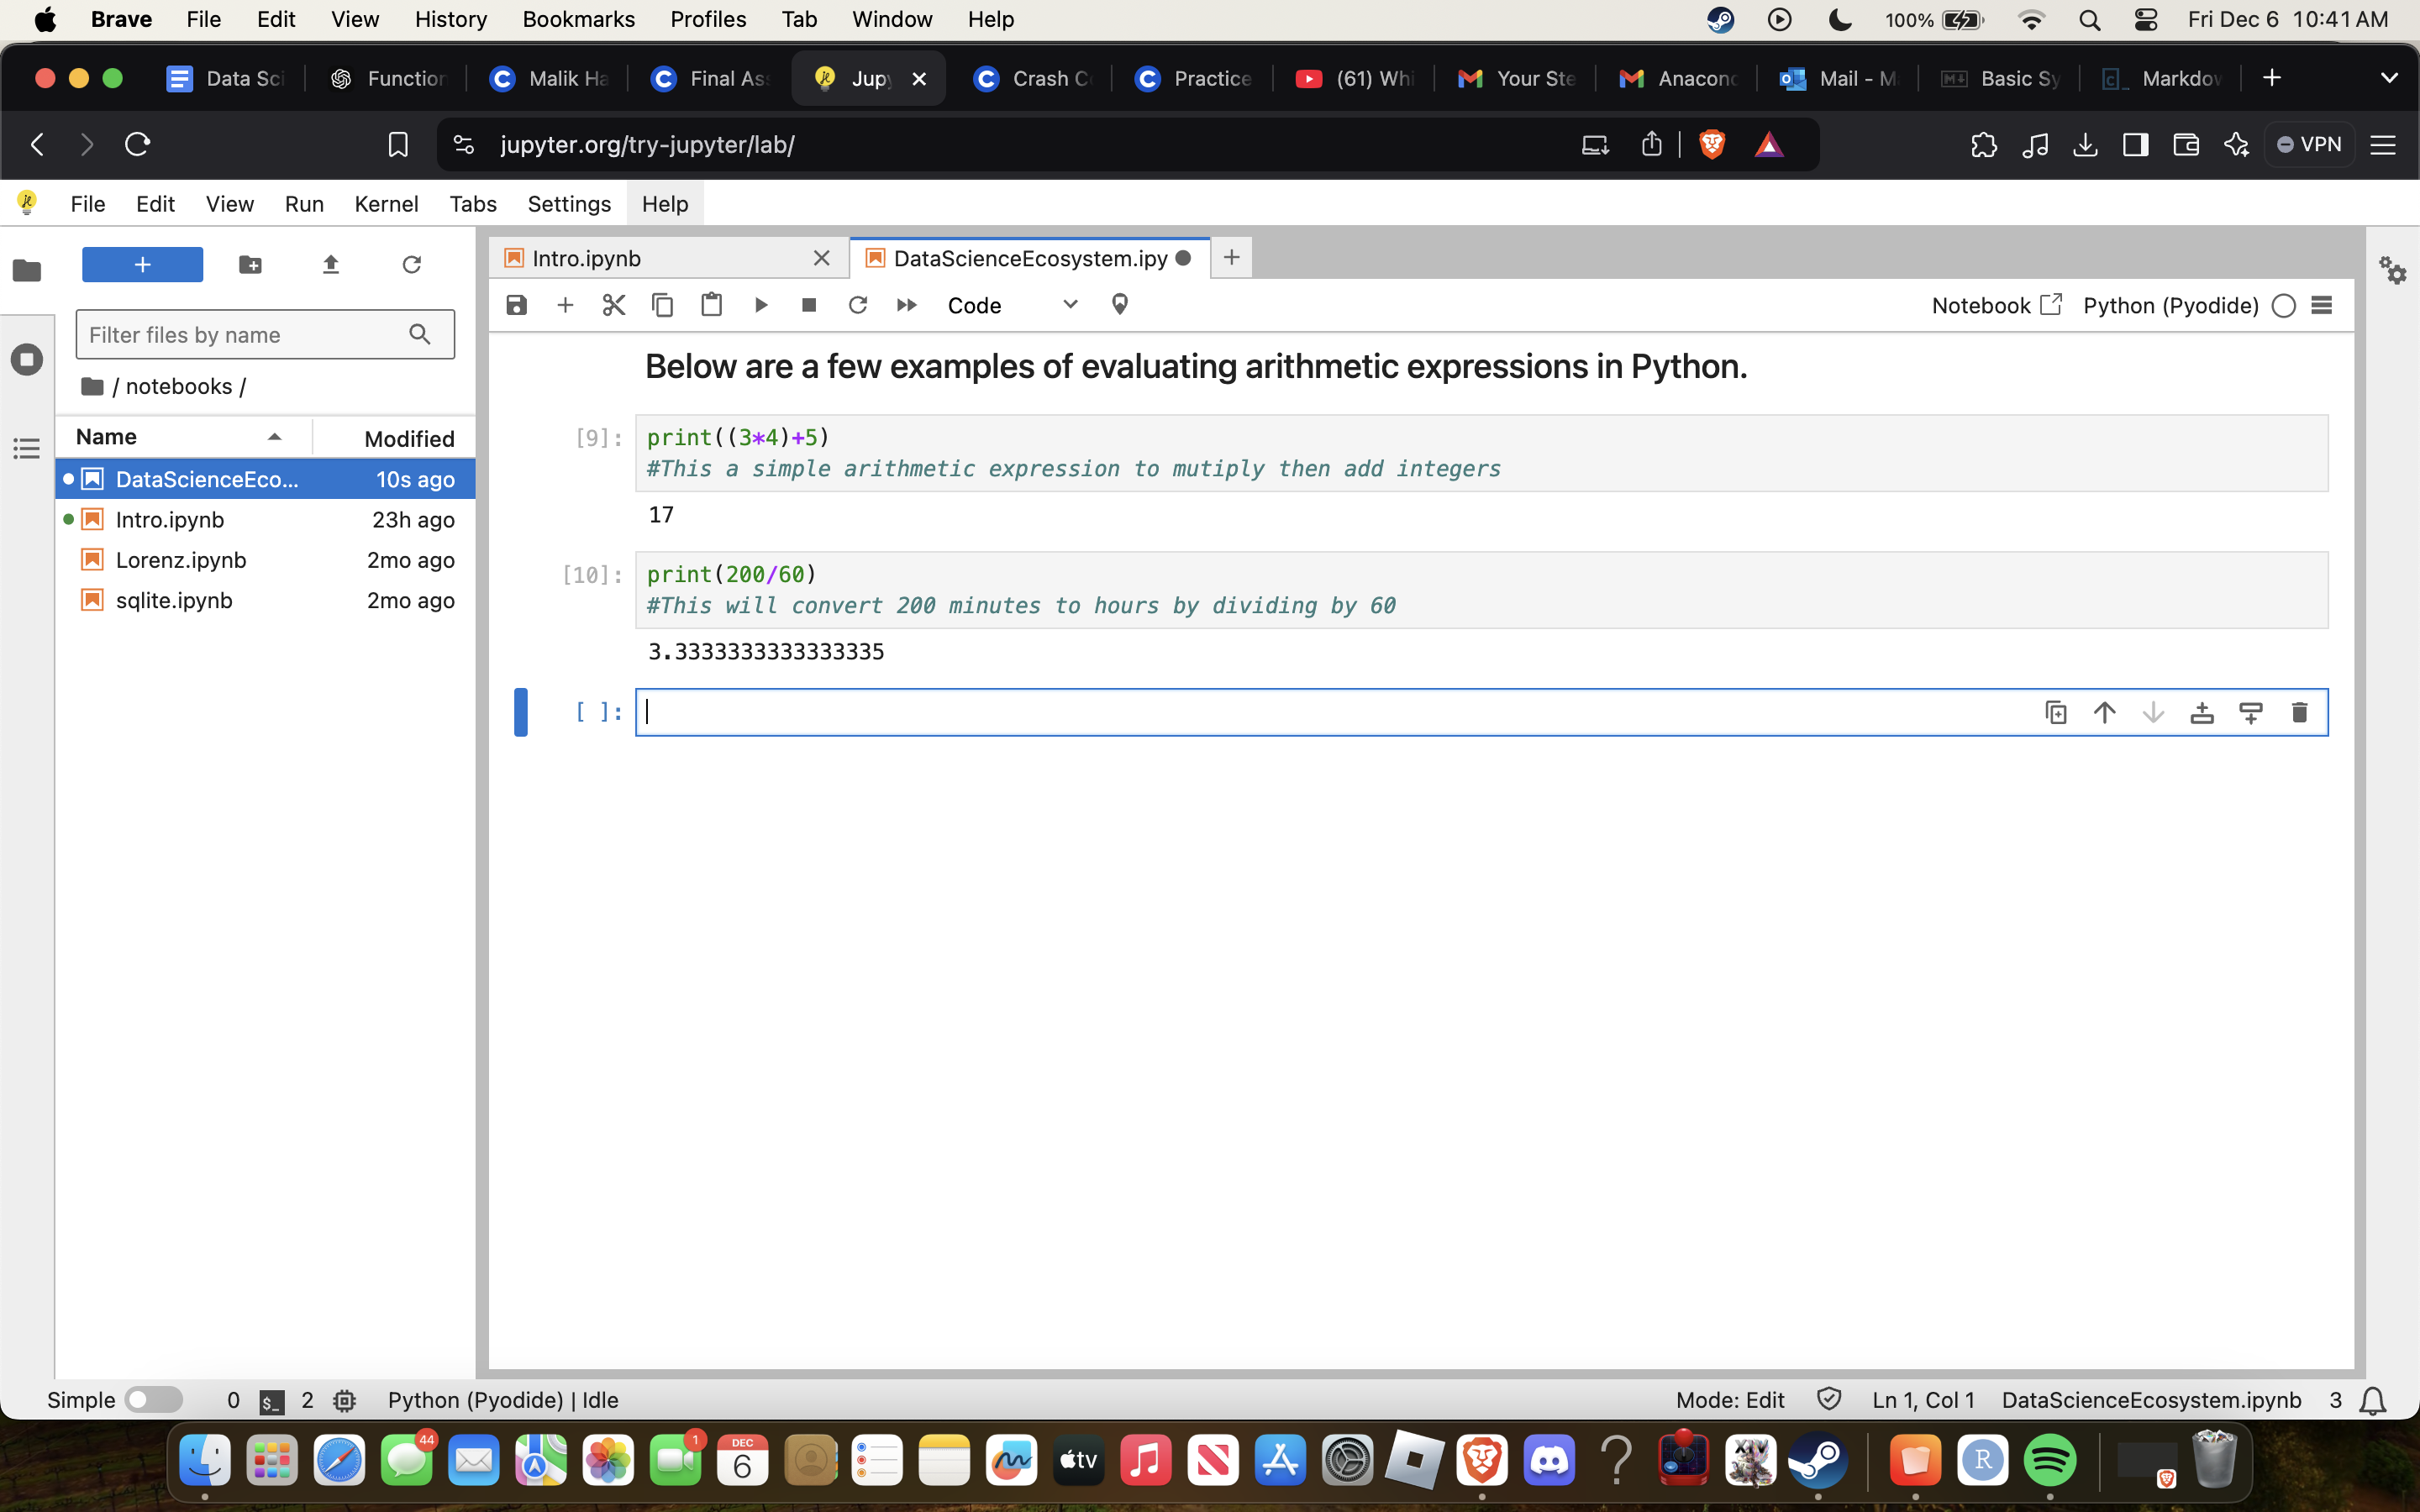 Brave File Edit View History Bookmarks Profiles Tab Window Help 100% Fri Dec 6 10:41 AM
Data Sci Function Malik Ha Final Ass Jup Crash C Practice (61) Whi Your Ste Anacon Mail - M Basic Sy Markdow
jupyter.org/try-jupyter/lab/ VPN
File Edit View Run Kernel Tabs Settings Help
Intro.ipynb DataScienceEcosystem.ipy
Code Notebook Python (Pyodide)
Filter files by name
/ notebooks /
Name Modified
DataScienceEco... 10s ago
Intro.ipynb 23h ago
Lorenz.ipynb 2mo ago
sqlite.ipynb 2mo ago
Below are a few examples of evaluating arithmetic expressions in Python.
[9]: print((3*4)+5)
#This a simple arithmetic expression to mutiply then add integers
17
[10]: print(200/60)
#This will convert 200 minutes to hours by dividing by 60
3.3333333333333335
[ ]:
Simple 0 $_ 2 Python (Pyodide) | Idle Mode: Edit Ln 1, Col 1 DataScienceEcosystem.ipynb 3
44 1 DEC 6 tv XIV R